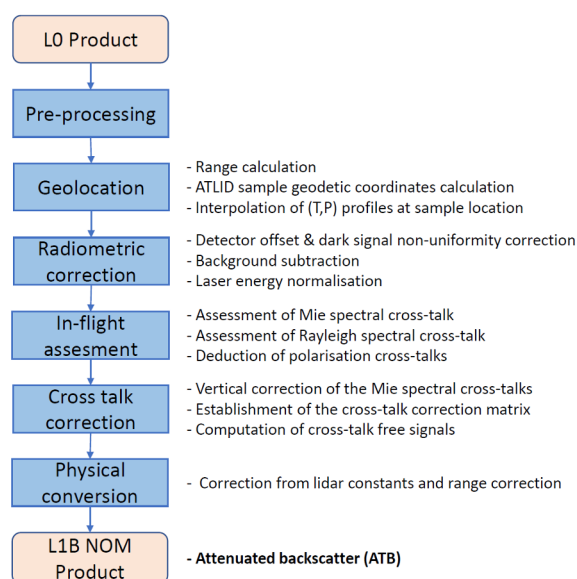 L0 Product
Pre-processing
Geolocation
- Range calculation
- ATLID sample geodetic coordinates calculation
- Interpolation of (T,P) profiles at sample location
Radiometric
correction
- Detector offset & dark signal non-uniformity correction
- Background subtraction
- Laser energy normalisation
In-flight
assesment
- Assessment of Mie spectral cross-talk
- Assessment of Rayleigh spectral cross-talk
- Deduction of polarisation cross-talks
Cross talk
correction
- Vertical correction of the Mie spectral cross-talks
- Establishment of the cross-talk correction matrix
- Computation of cross-talk free signals
Physical
conversion
- Correction from lidar constants and range correction
L1B NOM
Product
- Attenuated backscatter (ATB)